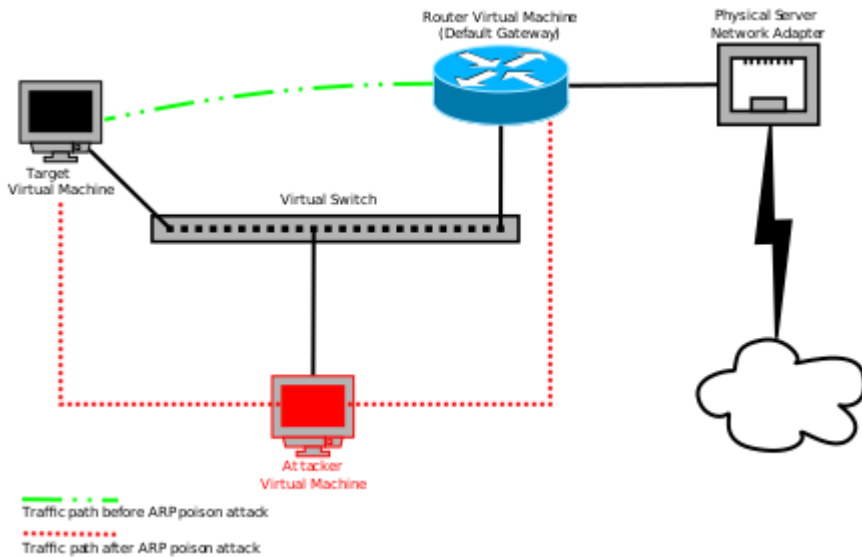 Router Virtual Machine
(Default Gateway)
Physical Server
Network Adapter
Target
Virtual Machine
Virtual Switch
Attacker
Virtual Machine
Traffic path before ARP poison attack
Traffic path after ARP poison attack